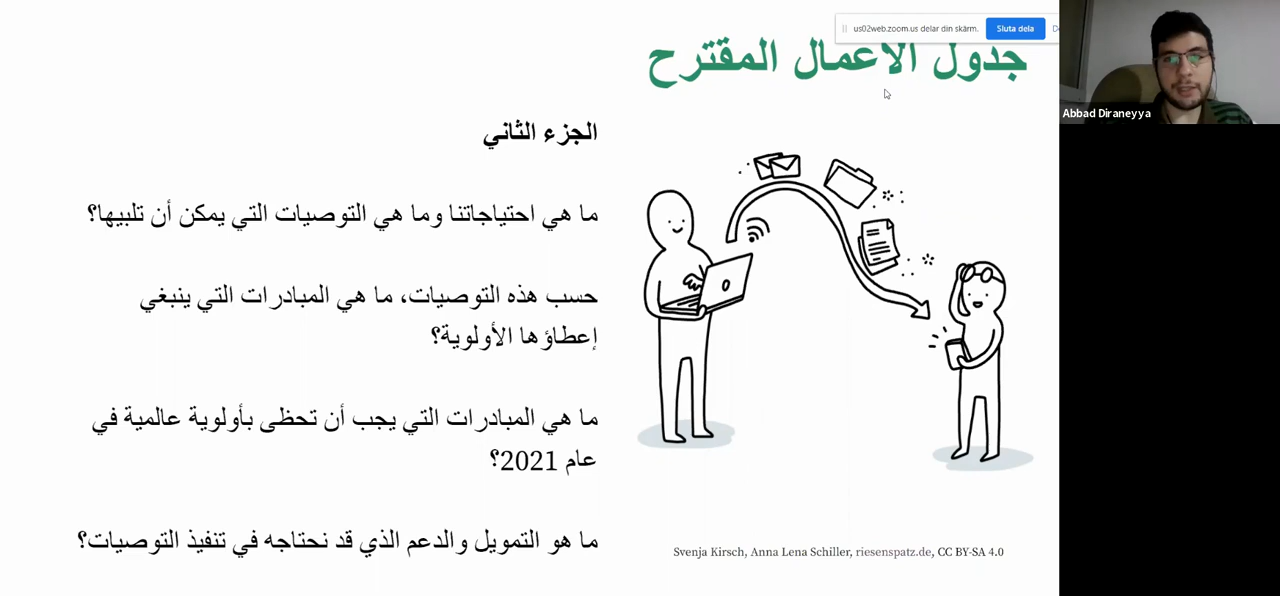 us02web.zoom.us delar din skärm.
Sluta dela
جدول الأعمال المقترح
Abbad Diraneyya
الجزء الثاني
ما هي احتياجاتنا وما هي التوصيات التي يمكن أن تلبيها؟
حسب هذه التوصيات، ما هي المبادرات التي ينبغي
إعطاؤها الأولوية؟
ما هي المبادرات التي يجب أن تحظى بأولوية عالمية في
عام 2021؟
ما هو التمويل والدعم الذي قد نحتاجه في تنفيذ التوصيات؟
Svenja Kirsch, Anna Lena Schiller, riesenspatz.de, CC BY-SA 4.0